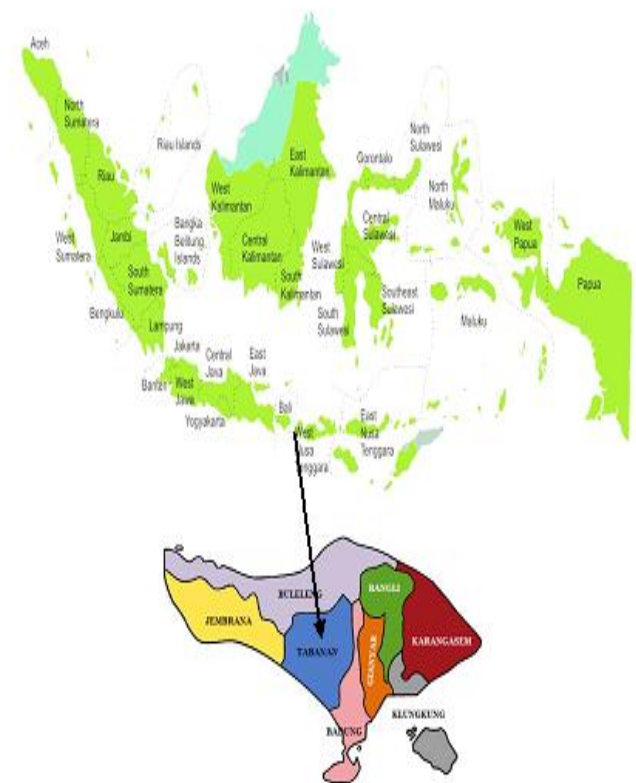 Aceh
North
Sumatera
Riau Islands
Riau
West
Sumatera
Jambi
Bangka
Belitung
Islands
South
Sumatera
Bengkulu
Lampung
West
Kalimantan
East
Kalimantan
Central
Kalimantan
South
Kalimantan
Gorontalo
North
Sulawesi
Central
Sulawesi
West
Sulawesi
South
Sulawesi
Southeast
Sulawesi
North
Maluku
Maluku
West
Papua
Papua
Jakarta
Banten
West
Jawa
Central
Java
Yogyakarta
East
Java
Bali
West
Nusa
Tenggara
East
Nusa
Tenggara
BULELENG
JEMBRANA
TABANAN
BADUNG
GIANYAR
BANGLI
KARANGASEM
KLUNGKUNG